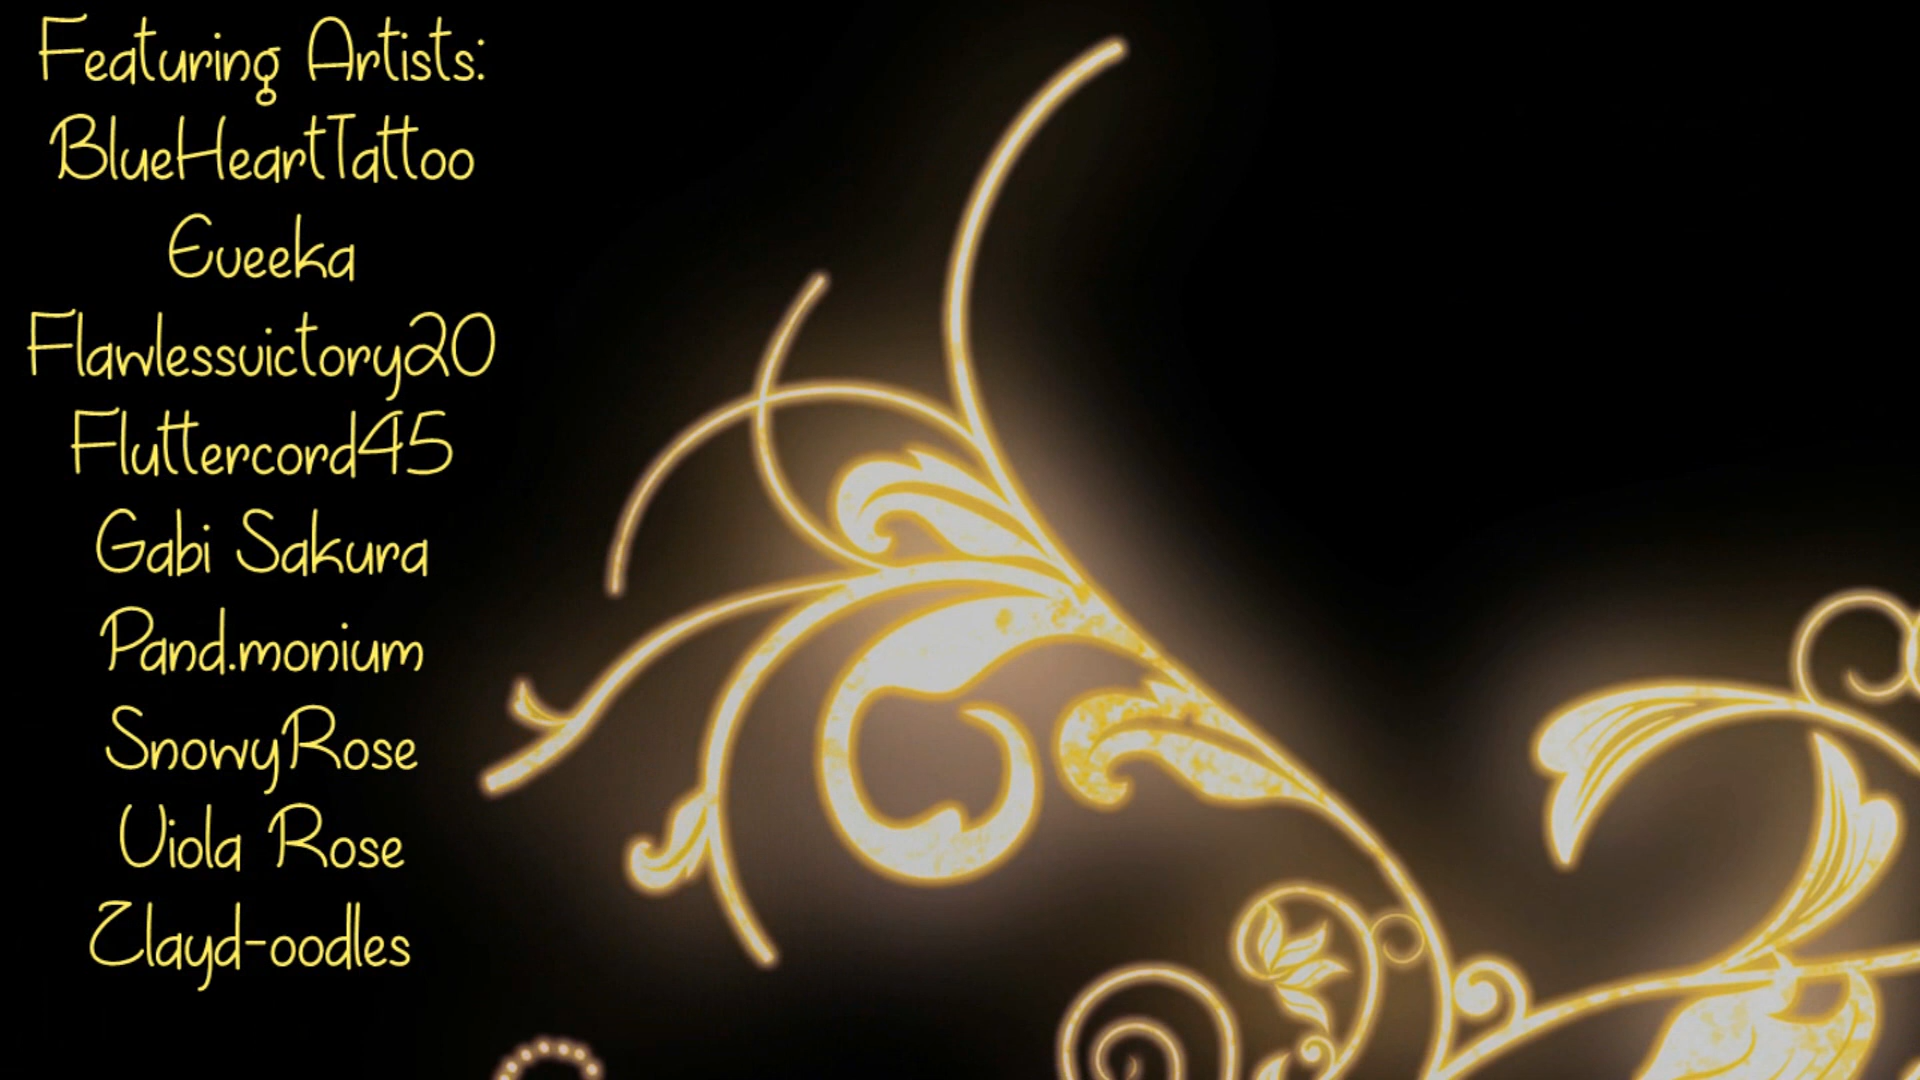 Featuring Artists:
BlueHeartTattoo
Eveeka
Flawlessvictory20
Fluttercord45
Gabi Sakura
Pand.monium
SnowyRose
Viola Rose
Zlayd-oodles